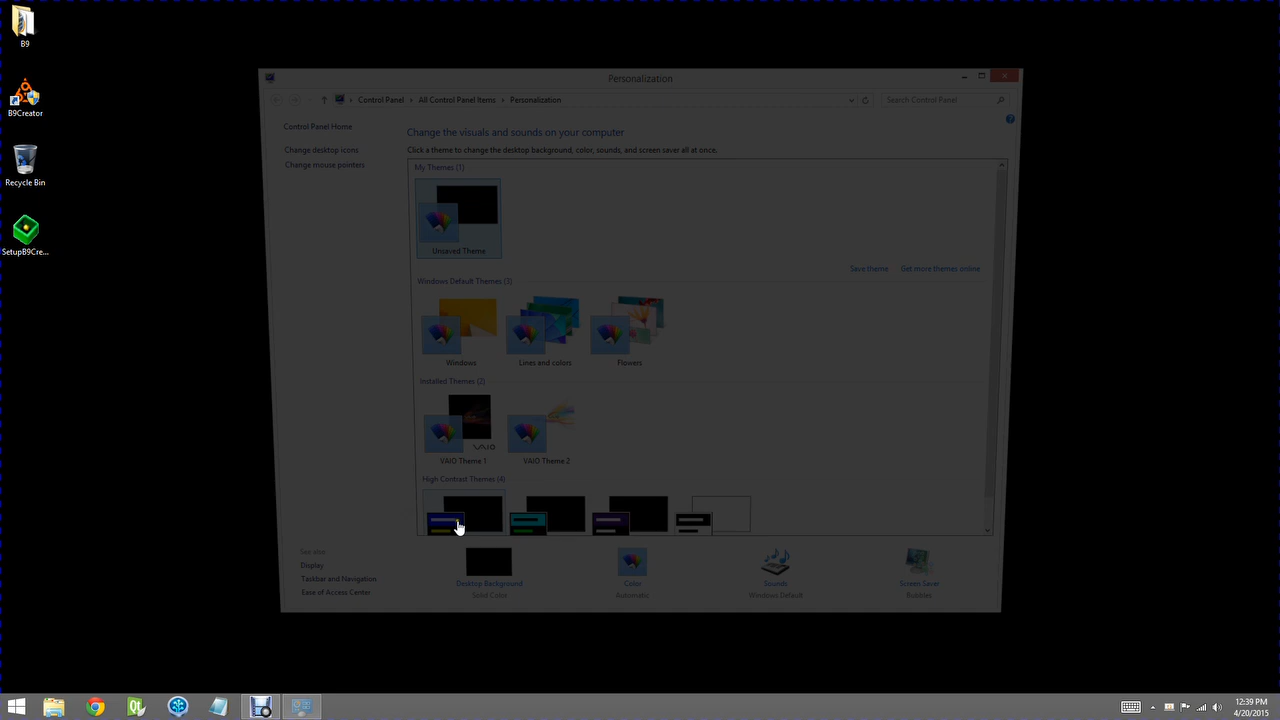 B9
B9Creator
Recycle Bin
SetupB9Cre...
Personalization
Control Panel › All Control Panel Items › Personalization
Search Control Panel
Control Panel Home
Change desktop icons
Change mouse pointers
Change the visuals and sounds on your computer
Click a theme to change the desktop background, color, sounds, and screen saver all at once.
My Themes (1)
Unsaved Theme
Save theme Get more themes online
Windows Default Themes (3)
Windows Lines and colors Flowers
Installed Themes (2)
VAIO
VAIO Theme 1 VAIO Theme 2
High Contrast Themes (4)
See also
Display
Taskbar and Navigation
Ease of Access Center
Desktop Background
Solid Color
Color
Automatic
Sounds
Windows Default
Screen Saver
Bubbles
Qt
12:39 PM
4/20/2015